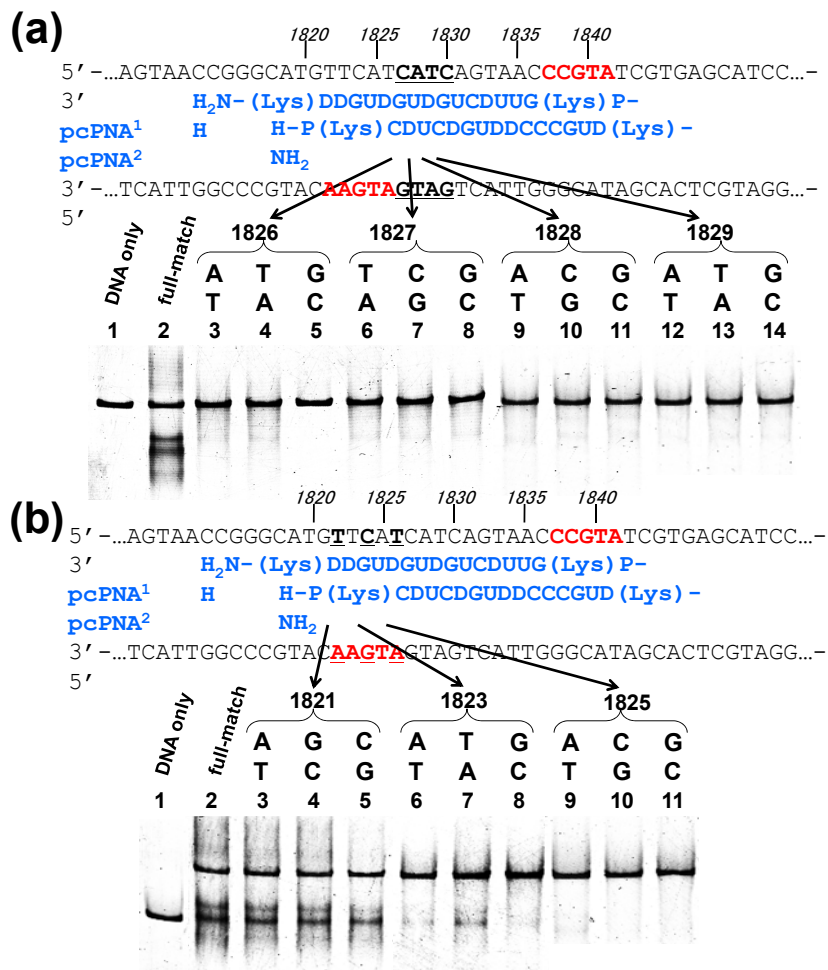 (a)
1820 1825 1830 1835 1840
5’ –…AGTAACCGGGCATGTTCATCATCAGTAACCCGTATCGTGAGCATCC…–
3’ H2N– (Lys)DDGUDGUDGUCDUUG(Lys)P–
pcPNA1 H H–P(Lys)CDUCDGUDDCCCGUD(Lys)–
pcPNA2 NH2
3’ –…TCATTGGCCCGTACAAGTAGTAGTCATTGGGCATAGCACTCGTAGG…–
5’
DNA only full-match 1826 1827 1828 1829
A T G T C G A C G A T G
T A C A G C T G C T A C
1 2 3 4 5 6 7 8 9 10 11 12 13 14
(b)
1820 1825 1830 1835 1840
5’ –…AGTAACCGGGCATGTTCATCATCAGTAACCCGTATCGTGAGCATCC…–
3’ H2N– (Lys)DDGUDGUDGUCDUUG(Lys)P–
pcPNA1 H H–P(Lys)CDUCDGUDDCCCGUD(Lys)–
pcPNA2 NH2
3’ –…TCATTGGCCCGTACAAGTAGTAGTCATTGGGCATAGCACTCGTAGG…–
5’
DNA only full-match 1821 1823 1825
A G C A T G A C G
T C G T A C T G C
1 2 3 4 5 6 7 8 9 10 11